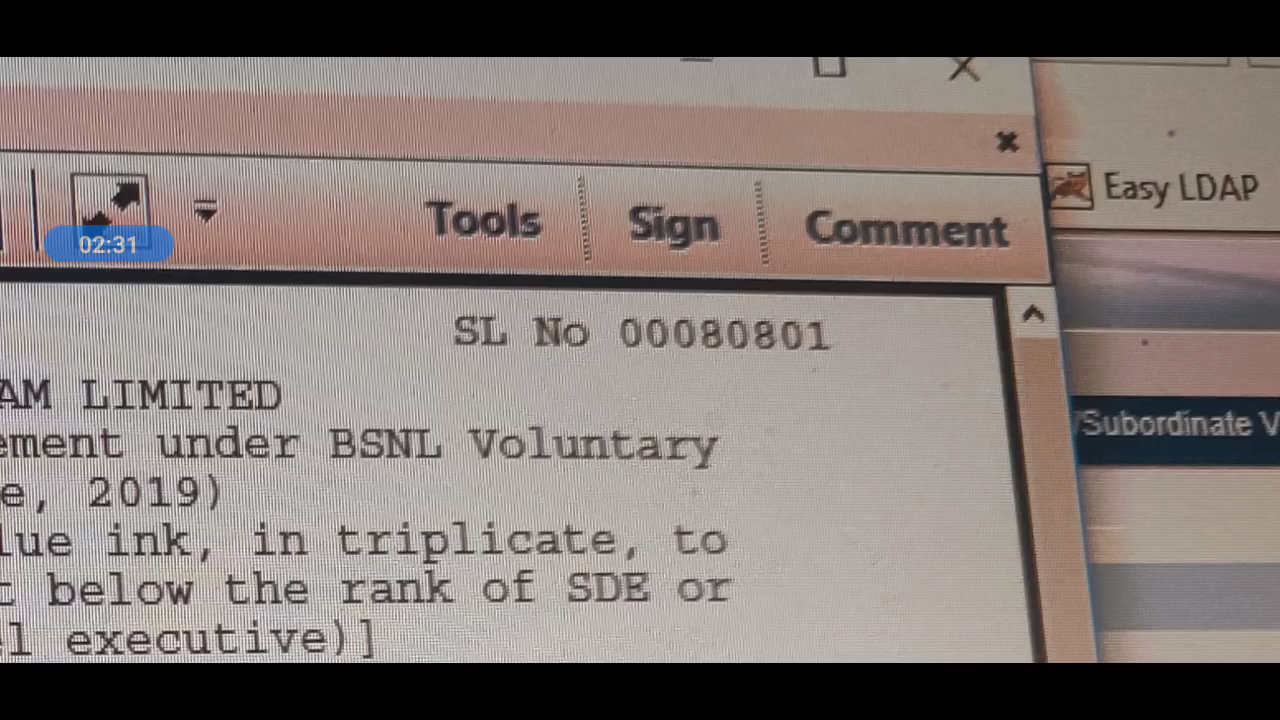 Easy LDAP
Tools Sign Comment
02:31
SL No 00080801
AM LIMITED
ement under BSNL Voluntary
e, 2019)
lue ink, in triplicate, to
t below the rank of SDE or
el executive)]
/Subordinate V